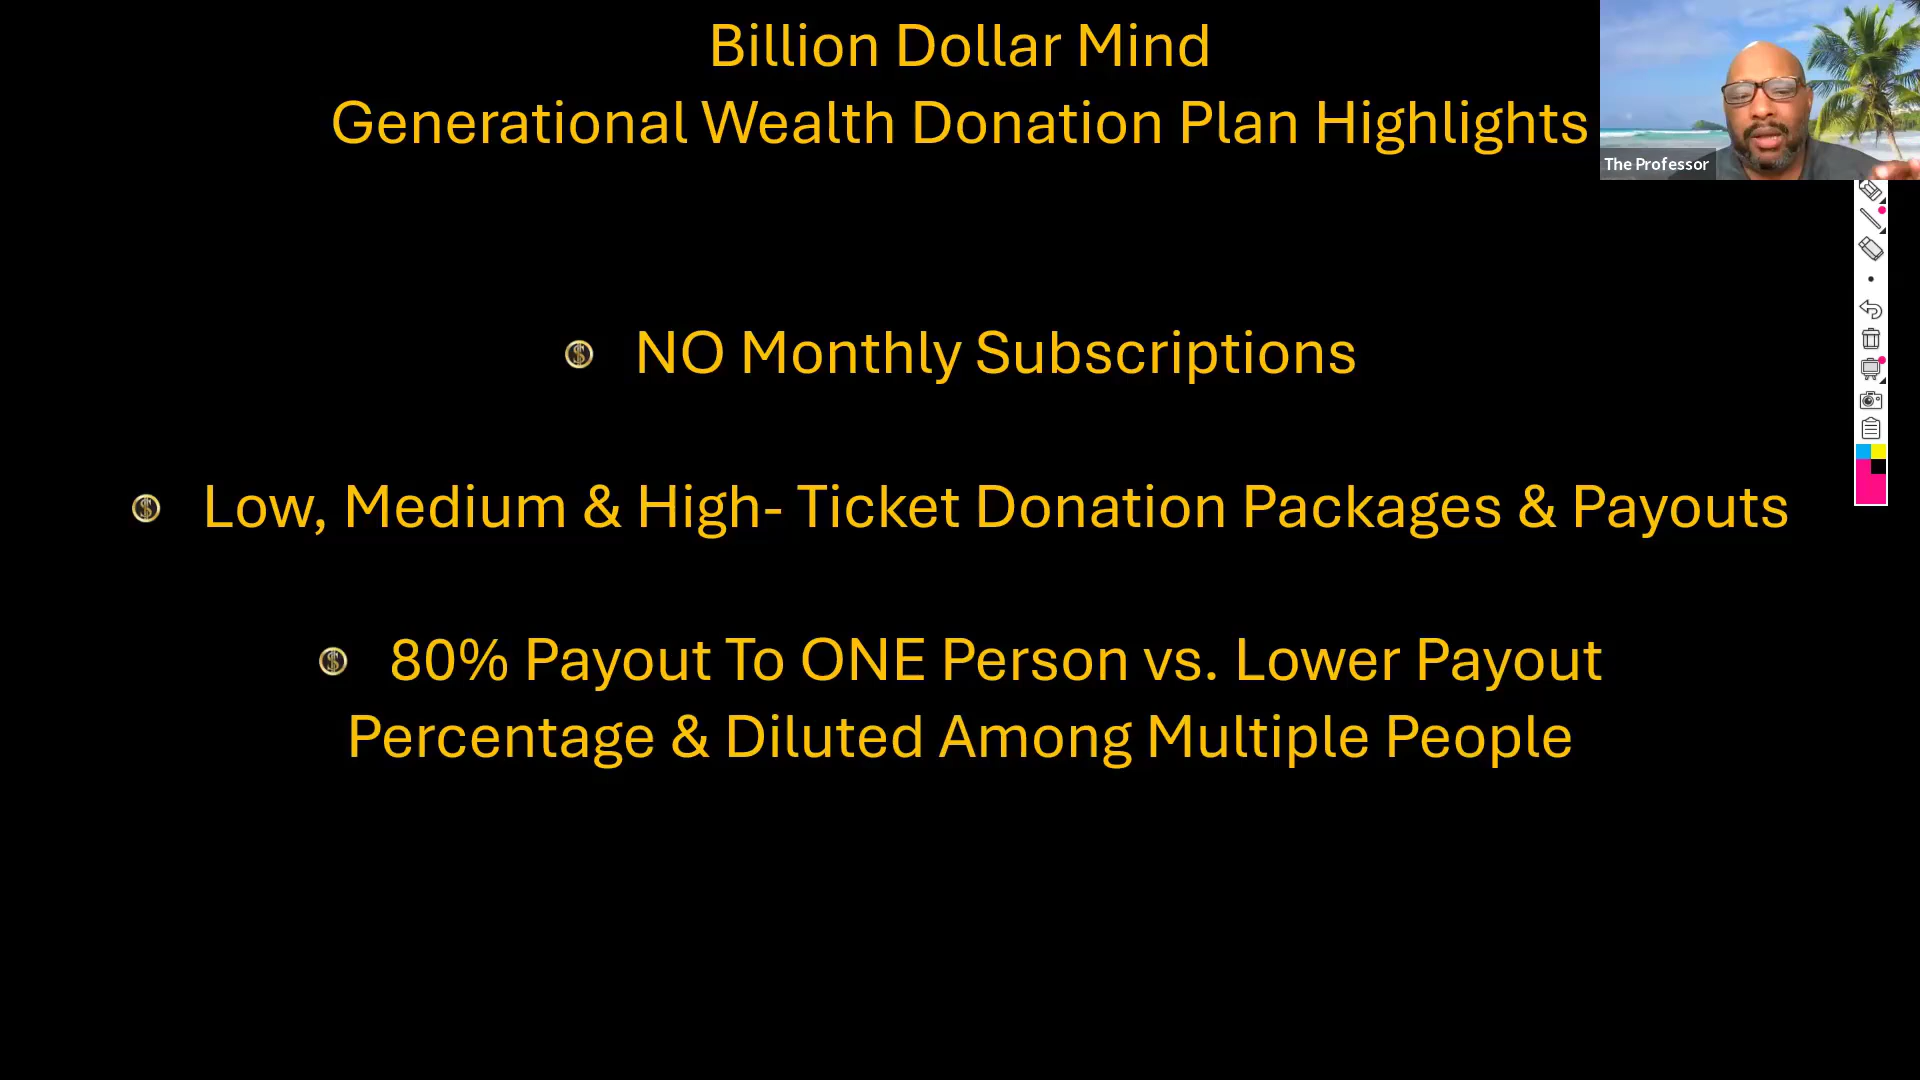 Billion Dollar Mind
Generational Wealth Donation Plan Highlights
The Professor
NO Monthly Subscriptions
Low, Medium & High- Ticket Donation Packages & Payouts
80% Payout To ONE Person vs. Lower Payout
Percentage & Diluted Among Multiple People